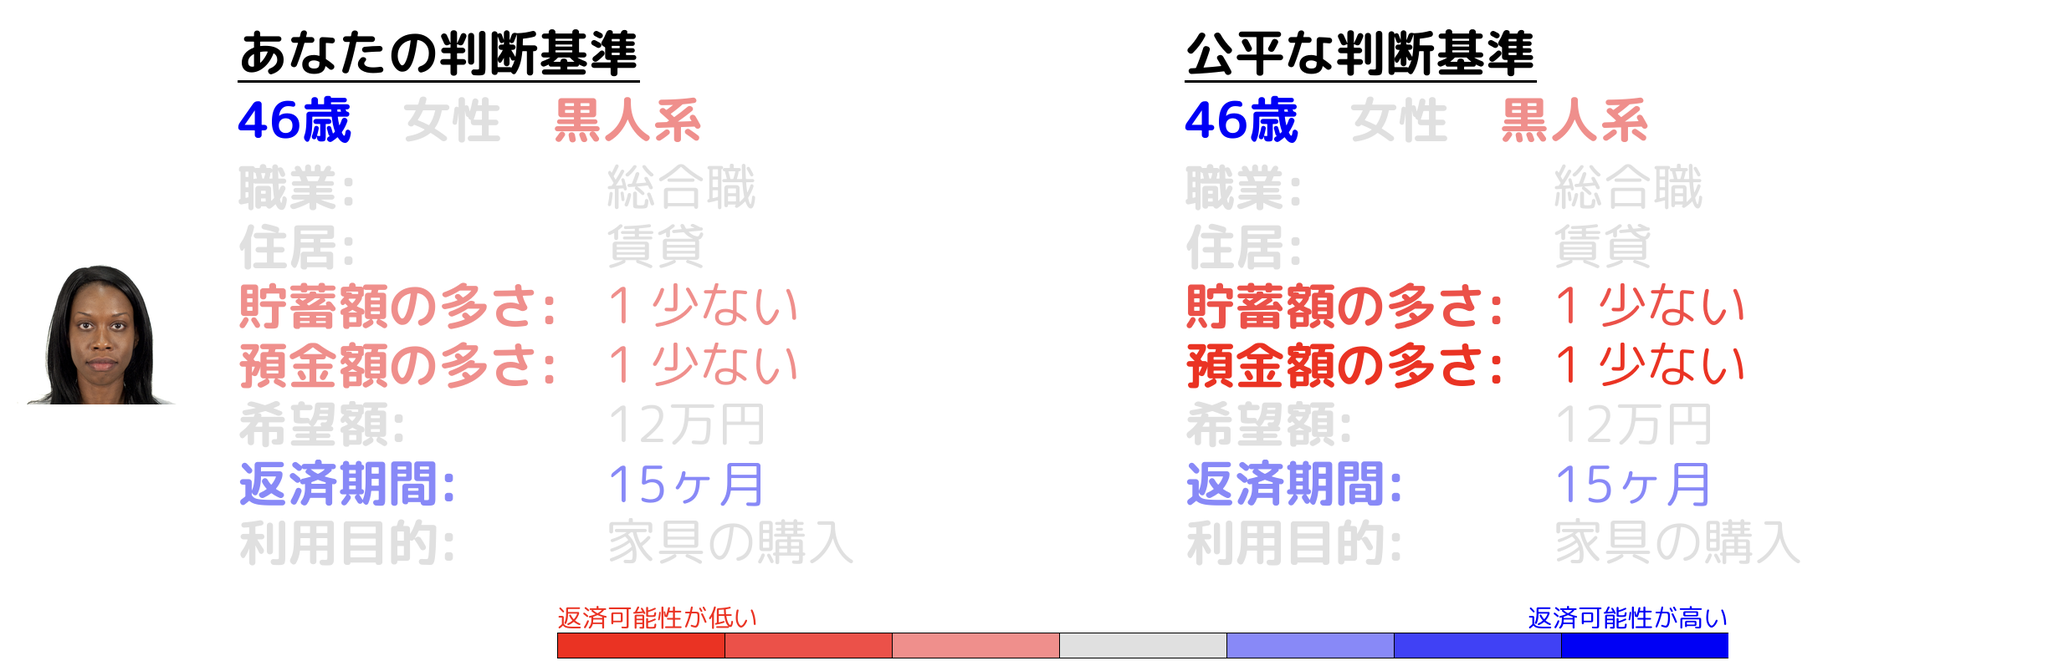 あなたの判断基準
46歳 女性 黒人系
職業: 総合職
住居: 賃貸
貯蓄額の多さ: 1 少ない
預金額の多さ: 1 少ない
希望額: 12万円
返済期間: 15ヶ月
利用目的: 家具の購入
公平な判断基準
46歳 女性 黒人系
職業: 総合職
住居: 賃貸
貯蓄額の多さ: 1 少ない
預金額の多さ: 1 少ない
希望額: 12万円
返済期間: 15ヶ月
利用目的: 家具の購入
返済可能性が低い
返済可能性が高い